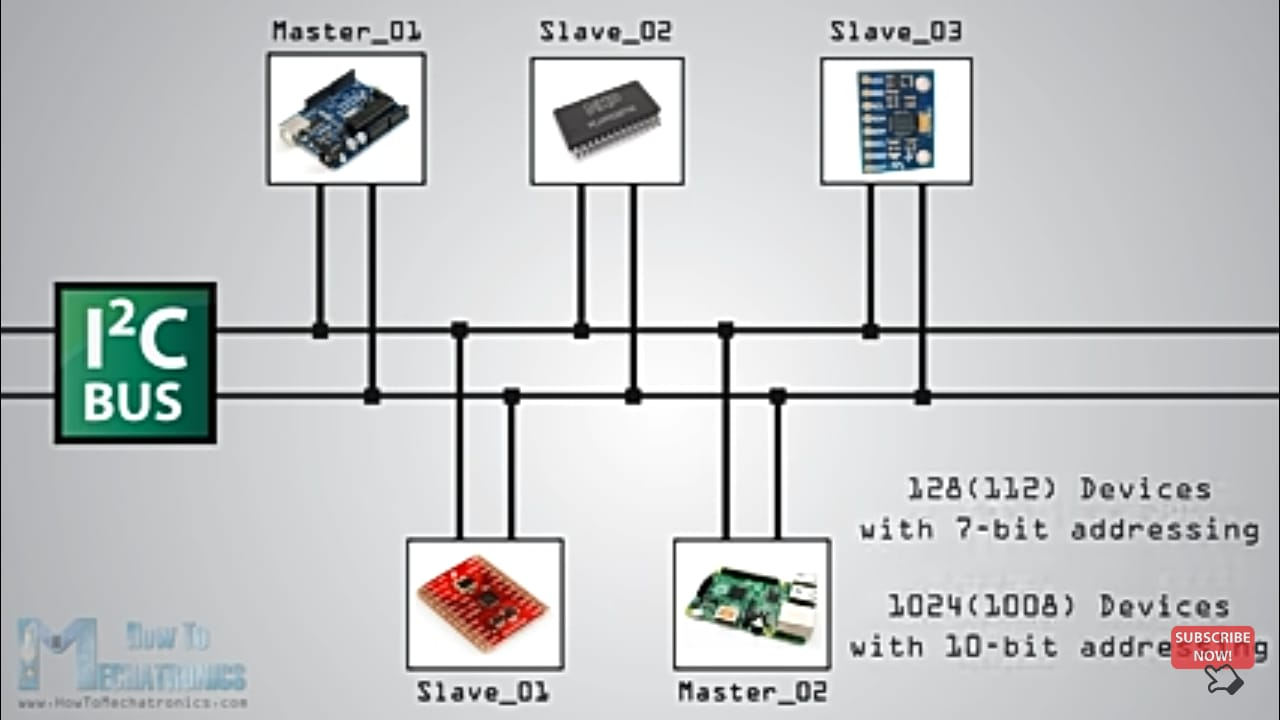 Master_01
Slave_02
Slave_03
I²C
BUS
128(112) Devices
with 7-bit addressing
1024(1008) Devices
with 10-bit addressing
SUBSCRIBE
NOW!
Slave_01
Master_02
How To
Mechatronics
www.HowToMechatronics.com